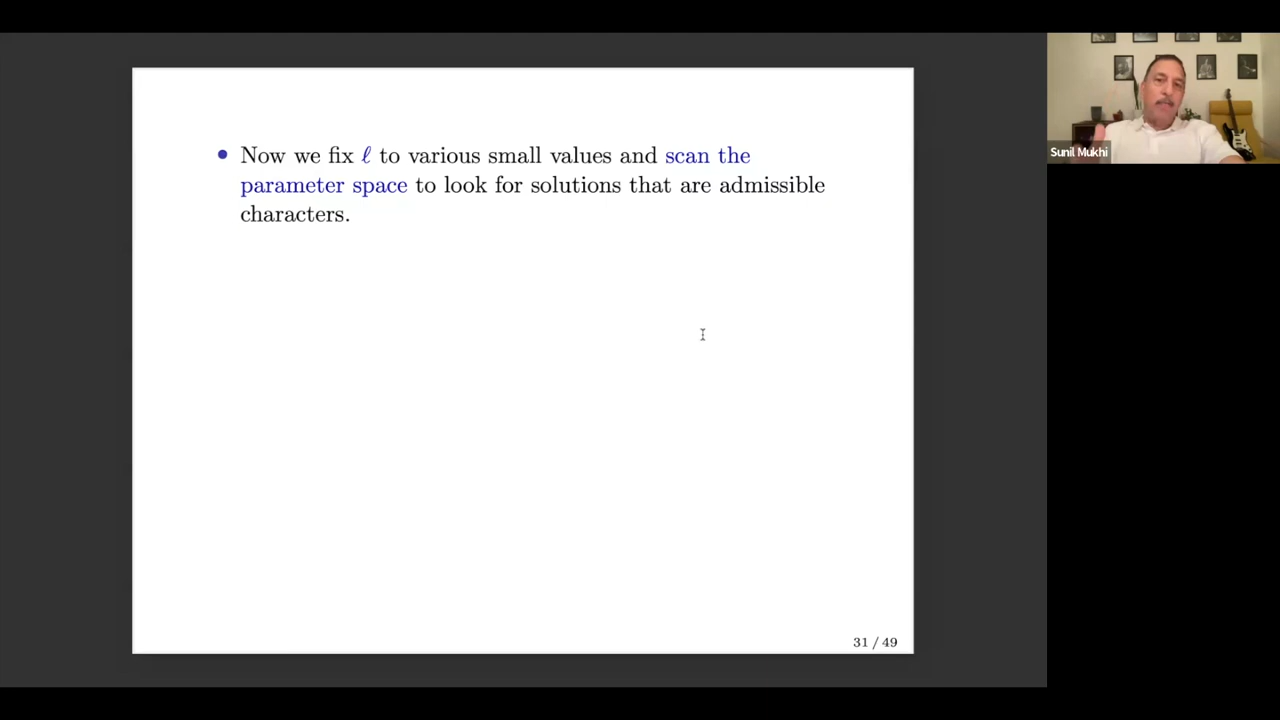 • Now we fix ℓ to various small values and scan the
parameter space to look for solutions that are admissible
characters.
31 / 49
Sunil Mukhi